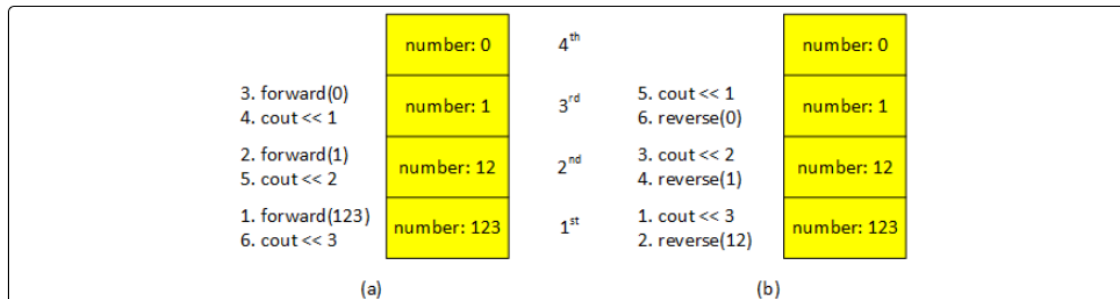 number: 0 4th number: 0
3. forward(0) 5. cout << 1
number: 1 3rd number: 1
4. cout << 1 6. reverse(0)
2. forward(1) 3. cout << 2
number: 12 2nd number: 12
5. cout << 2 4. reverse(1)
1. forward(123) 1. cout << 3
number: 123 1st number: 123
6. cout << 3 2. reverse(12)
(a) (b)